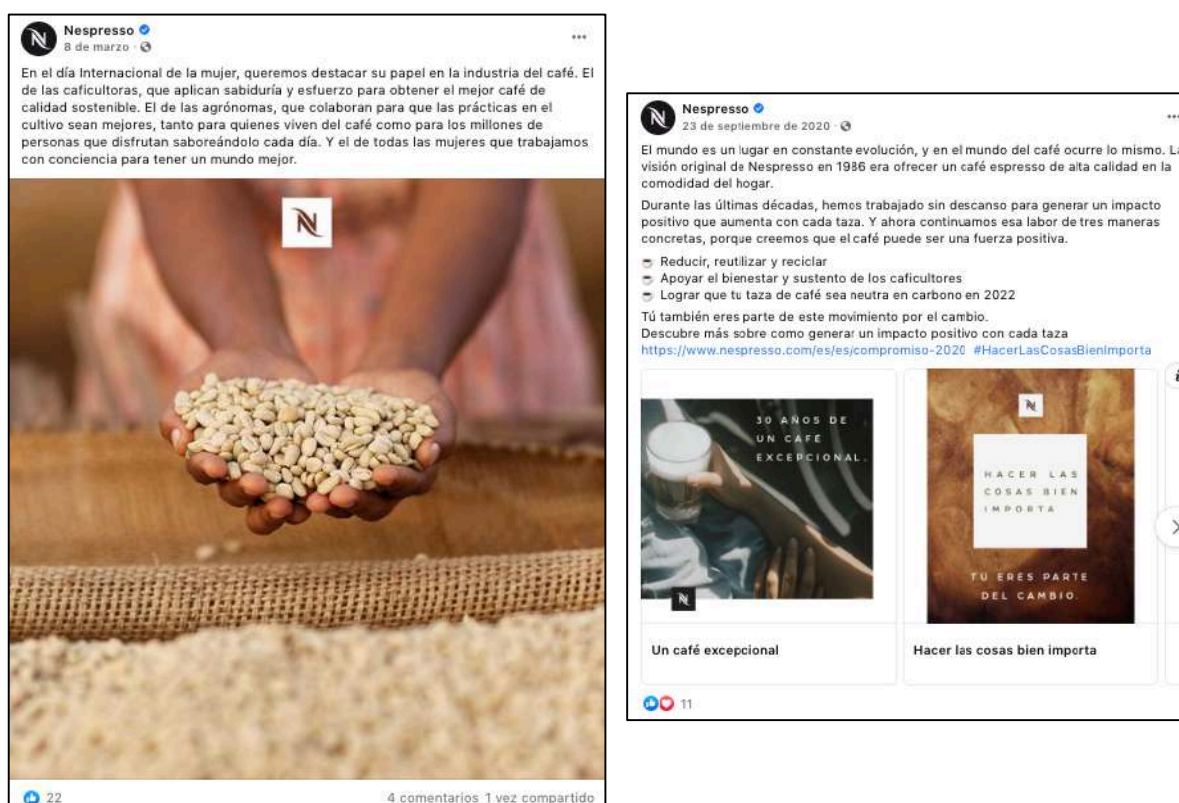 Nespresso
8 de marzo
En el día Internacional de la mujer, queremos destacar su papel en la industria del café. El
de las caficultoras, que aplican sabiduría y esfuerzo para obtener el mejor café de
calidad sostenible. El de las agrónomas, que colaboran para que las prácticas en el
cultivo sean mejores, tanto para quienes viven del café como para los millones de
personas que disfrutan saboreándolo cada día. Y el de todas las mujeres que trabajamos
con conciencia para tener un mundo mejor.
N
22
4 comentarios 1 vez compartido
Nespresso
23 de septiembre de 2020
El mundo es un lugar en constante evolución, y en el mundo del café ocurre lo mismo. La
visión original de Nespresso en 1986 era ofrecer un café espresso de alta calidad en la
comodidad del hogar.
Durante las últimas décadas, hemos trabajado sin descanso para generar un impacto
positivo que aumenta con cada taza. Y ahora continuamos esa labor de tres maneras
concretas, porque creemos que el café puede ser una fuerza positiva.
Reducir, reutilizar y reciclar
Apoyar el bienestar y sustento de los caficultores
Lograr que tu taza de café sea neutra en carbono en 2022
Tú también eres parte de este movimiento por el cambio.
Descubre más sobre como generar un impacto positivo con cada taza
https://www.nespresso.com/es/es/compromiso-2020 #HacerLasCosasBienImporta
30 AÑOS DE
UN CAFÉ
EXCEPCIONAL.
N
Un café excepcional
N
HACER LAS
COSAS BIEN
IMPORTA
TÚ ERES PARTE
DEL CAMBIO.
Hacer las cosas bien importa
11